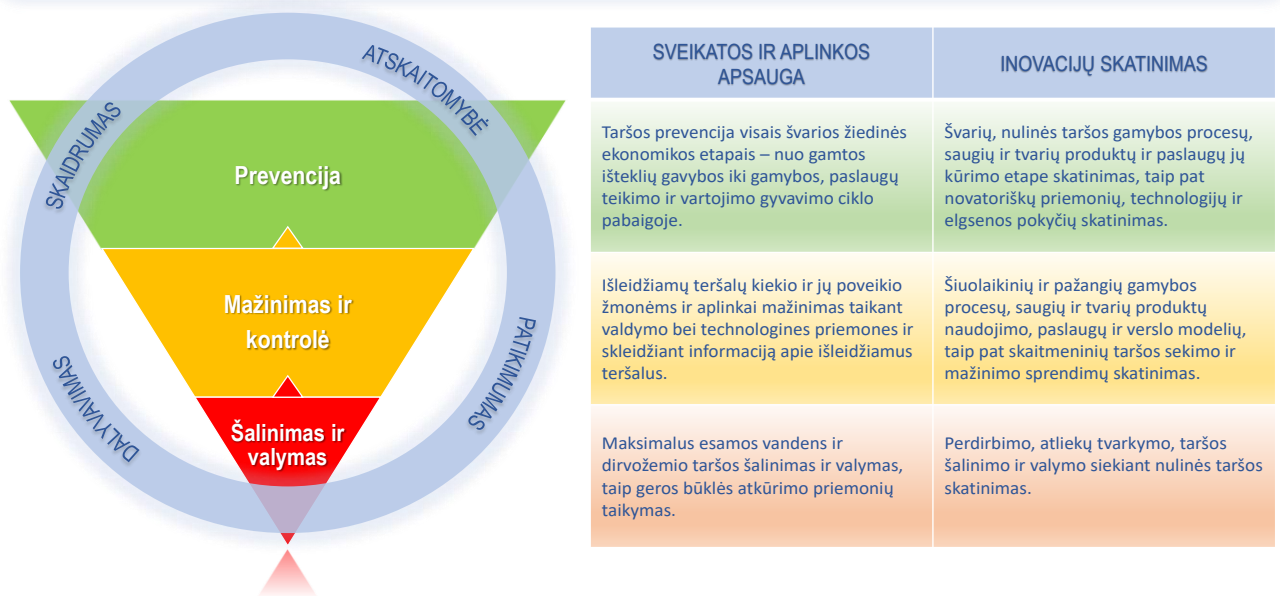 ATSKAITOMYBĖ
SKAIDRUMAS
DALYVAVIMAS
PATIKIMUMAS
Prevencija
Mažinimas ir
kontrolė
Šalinimas ir
valymas
SVEIKATOS IR APLINKOS
APSAUGA
INOVACIJŲ SKATINIMAS
Taršos prevencija visais švarios žiedinės
ekonomikos etapais – nuo gamtos
išteklių gavybos iki gamybos, paslaugų
teikimo ir vartojimo gyvavimo ciklo
pabaigoje.
Švarių, nulinės taršos gamybos procesų,
saugių ir tvarių produktų ir paslaugų jų
kūrimo etape skatinimas, taip pat
novatoriškų priemonių, technologijų ir
elgsenos pokyčių skatinimas.
Išleidžiamų teršalų kiekio ir jų poveikio
žmonėms ir aplinkai mažinimas taikant
valdymo bei technologines priemones ir
skleidžiant informaciją apie išleidžiamus
teršalus.
Šiuolaikinių ir pažangių gamybos
procesų, saugių ir tvarių produktų
naudojimo, paslaugų ir verslo modelių,
taip pat skaitmeninių taršos sekimo ir
mažinimo sprendimų skatinimas.
Maksimalus esamos vandens ir
dirvožemio taršos šalinimas ir valymas,
taip geros būklės atkūrimo priemonių
taikymas.
Perdirbimo, atliekų tvarkymo, taršos
šalinimo ir valymo siekiant nulinės taršos
skatinimas.